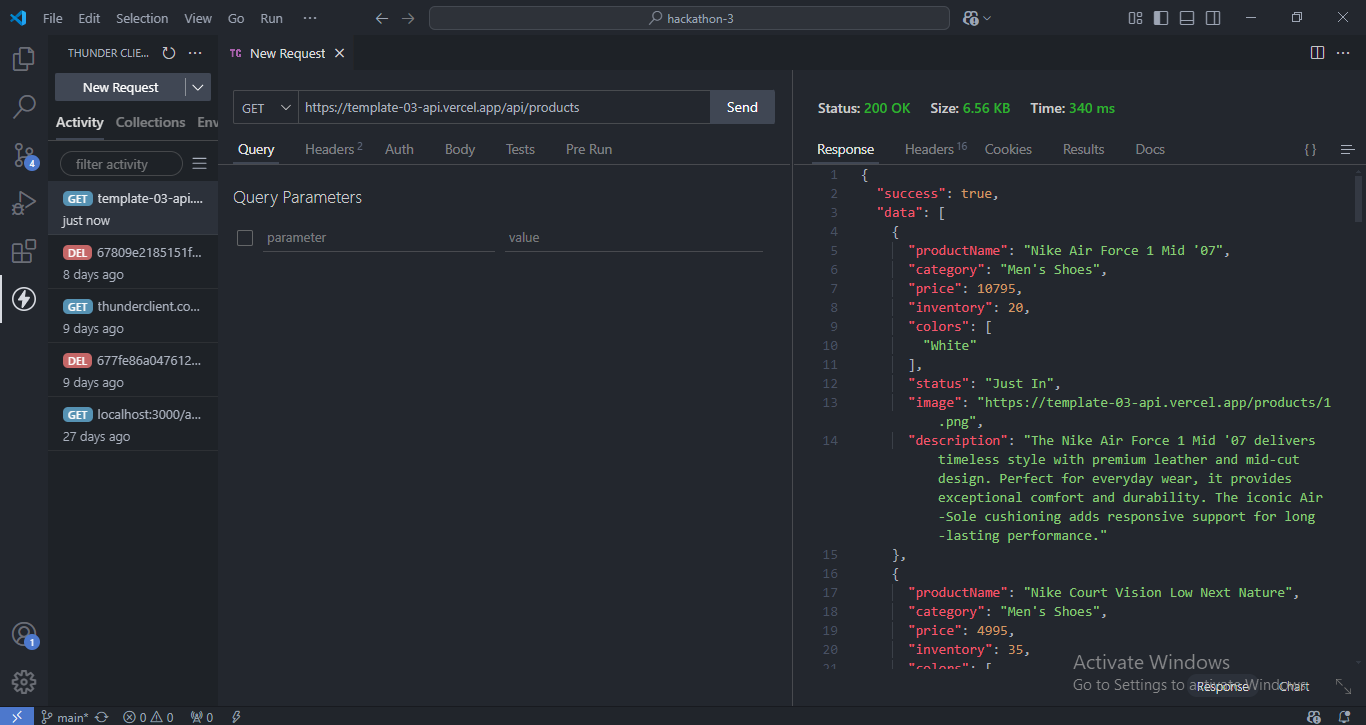 File Edit Selection View Go Run ···
hackathon-3
THUNDER CLIE...
New Request
Activity Collections Env
filter activity
GET template-03-api....
just now
DEL 67809e2185151f...
8 days ago
GET thunderclient.co...
9 days ago
DEL 677fe86a047612...
9 days ago
GET localhost:3000/a...
27 days ago
4
1
TC New Request
GET https://template-03-api.vercel.app/api/products Send
Query Headers 2 Auth Body Tests Pre Run
Query Parameters
parameter value
Status: 200 OK Size: 6.56 KB Time: 340 ms
Response Headers 16 Cookies Results Docs { }
1 {
2 "success": true,
3 "data": [
4 {
5 "productName": "Nike Air Force 1 Mid '07",
6 "category": "Men's Shoes",
7 "price": 10795,
8 "inventory": 20,
9 "colors": [
10 "White"
11 ],
12 "status": "Just In",
13 "image": "https://template-03-api.vercel.app/products/1
.png",
14 "description": "The Nike Air Force 1 Mid '07 delivers
timeless style with premium leather and mid-cut
design. Perfect for everyday wear, it provides
exceptional comfort and durability. The iconic Air
-Sole cushioning adds responsive support for long
-lasting performance."
15 },
16 {
17 "productName": "Nike Court Vision Low Next Nature",
18 "category": "Men's Shoes",
19 "price": 4995,
20 "inventory": 35,
21 "colors": [
Activate Windows
Go to Settings to activate Windows.
Response Chart
main* 0 0 0